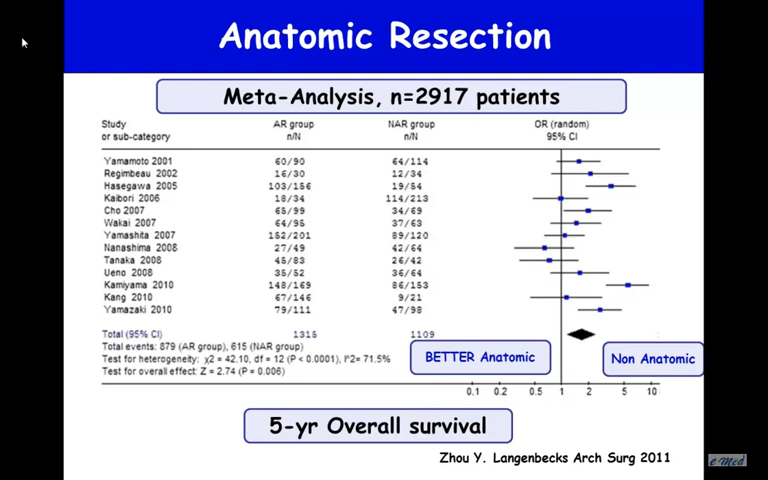 Anatomic Resection
Meta-Analysis, n=2917 patients
Study AR group NAR group OR (random)
or sub-category n/N n/N 95% CI
Yamamoto 2001 60/90 64/114
Regimbeau 2002 16/30 12/34
Hasegawa 2005 103/156 19/54
Kaibori 2006 18/34 114/213
Cho 2007 65/99 34/69
Wakai 2007 64/95 37/63
Yamashita 2007 152/201 89/120
Nanashima 2008 27/49 42/64
Tanaka 2008 45/83 26/42
Ueno 2008 35/52 36/64
Kamiyama 2010 148/169 86/153
Kang 2010 67/146 9/21
Yamazaki 2010 79/111 47/98
Total (95% CI) 1315 1109
Total events: 879 (AR group), 615 (NAR group)
Test for heterogeneity: χ2 = 42.10, df = 12 (P < 0.0001), I²= 71.5%
Test for overall effect: Z = 2.74 (P = 0.006)
BETTER Anatomic
Non Anatomic
0.1 0.2 0.5 1 2 5 10
5-yr Overall survival
Zhou Y. Langenbecks Arch Surg 2011
e-Med